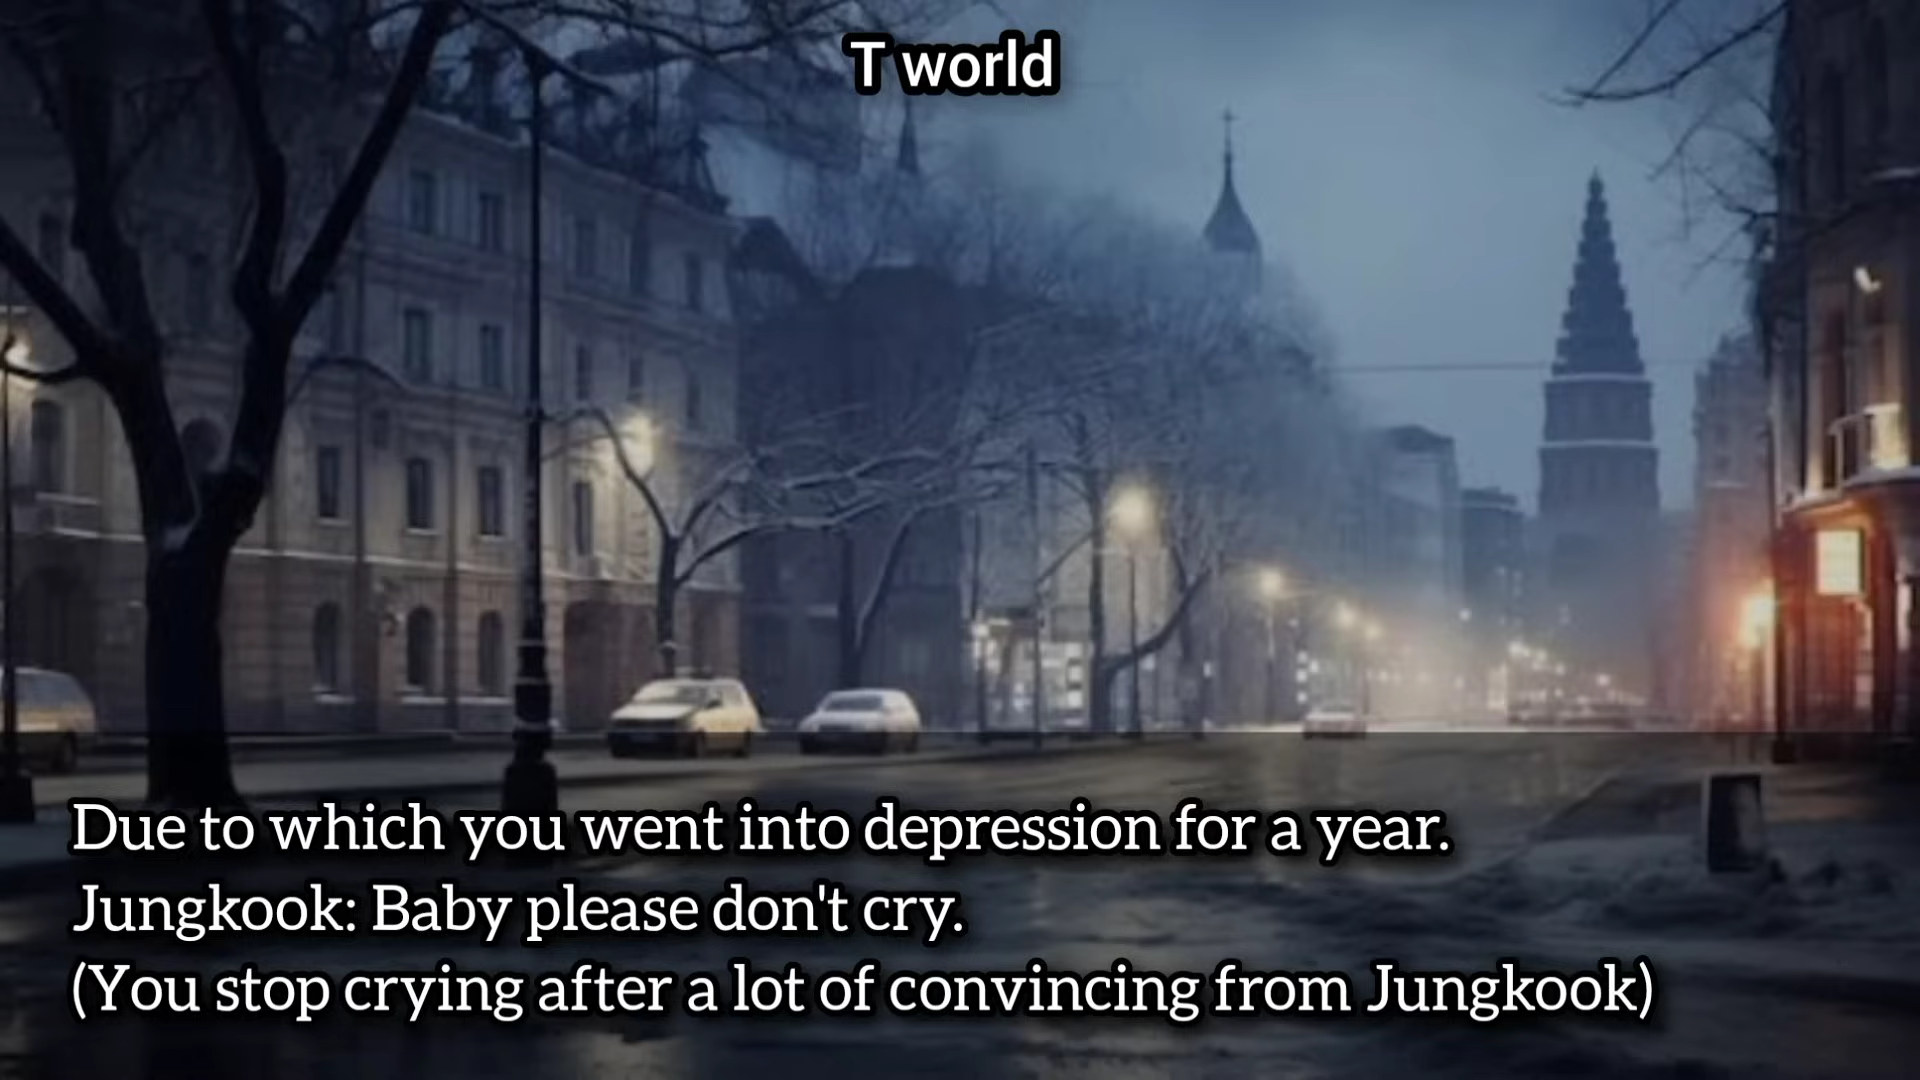 T world
Due to which you went into depression for a year.
Jungkook: Baby please don't cry.
(You stop crying after a lot of convincing from Jungkook)